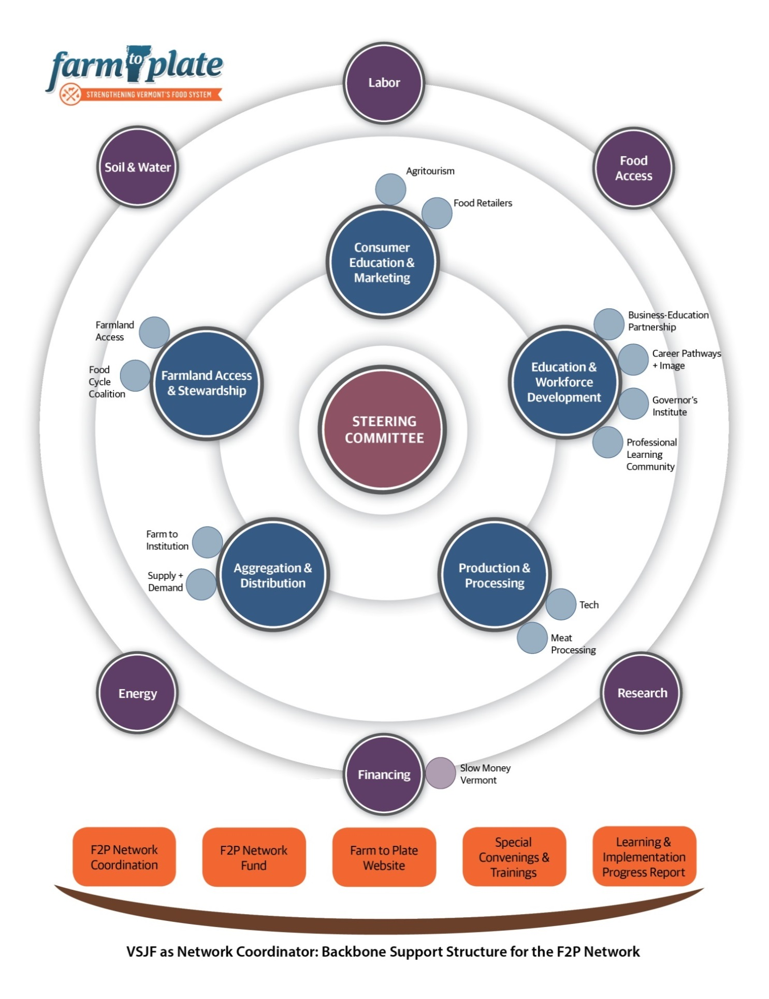 farm to plate
STRENGTHENING VERMONT'S FOOD SYSTEM
Labor
Soil & Water
Food
Access
Agritourism
Food Retailers
Consumer
Education &
Marketing
Farmland
Access
Food
Cycle
Coalition
Farmland Access
& Stewardship
Business-Education
Partnership
Career Pathways
+ Image
Governor's
Institute
Professional
Learning
Community
Education &
Workforce
Development
STEERING
COMMITTEE
Farm to
Institution
Supply +
Demand
Aggregation &
Distribution
Production &
Processing
Tech
Meat
Processing
Energy
Research
Financing
Slow Money
Vermont
F2P Network
Coordination
F2P Network
Fund
Farm to Plate
Website
Special
Convenings &
Trainings
Learning &
Implementation
Progress Report
VSJF as Network Coordinator: Backbone Support Structure for the F2P Network